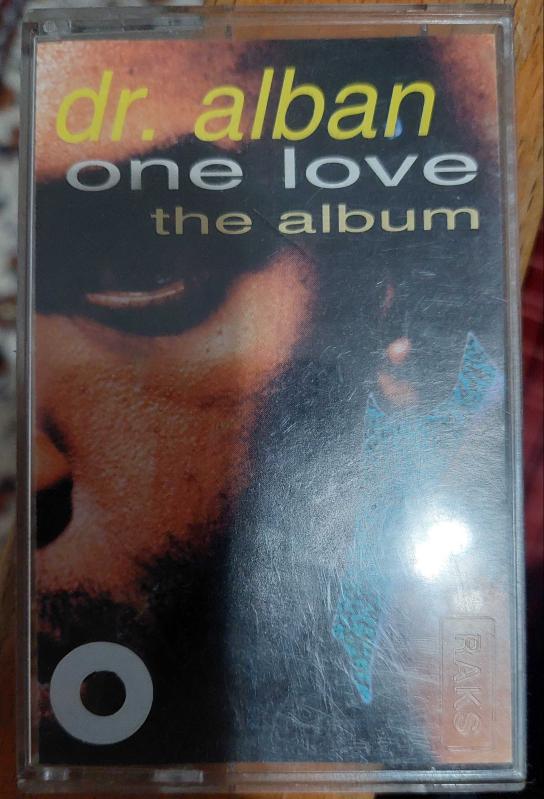 dr. alban
one love
the album
RAKS